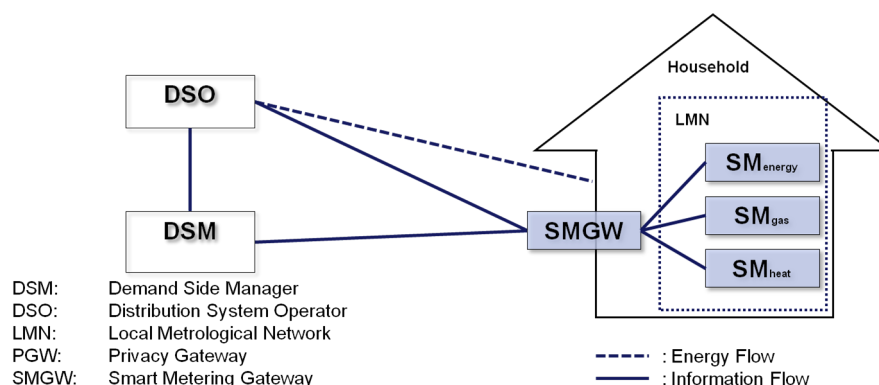 Household
DSO
LMN
SMenergy
SMgas
DSM
SMGW
SMheat
DSM: Demand Side Manager
DSO: Distribution System Operator
LMN: Local Metrological Network
PGW: Privacy Gateway
SMGW: Smart Metering Gateway
: Energy Flow
: Information Flow